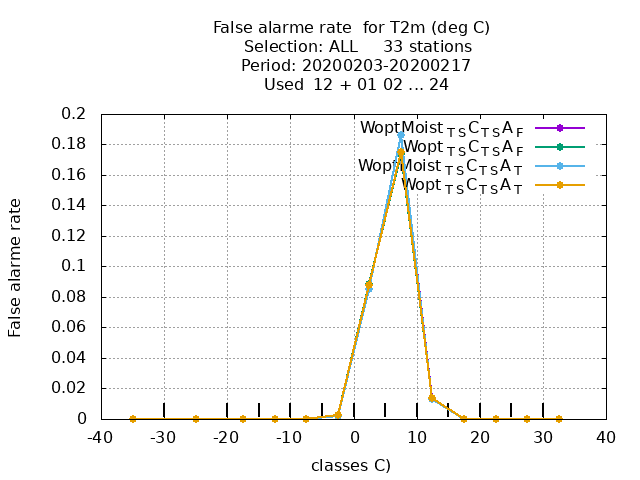 False alarme rate  for T2m (deg C)
Selection: ALL     33 stations
Period: 20200203-20200217
Used  12 + 01 02 ... 24
False alarme rate
0.2
0.18
0.16
0.14
0.12
0.1
0.08
0.06
0.04
0.02
0
WoptMoist TS C TS A F
Wopt TS C TS A F
WoptMoist TS C TS A T
Wopt TS C TS A T
-40 -30 -20 -10 0 10 20 30 40
classes C)